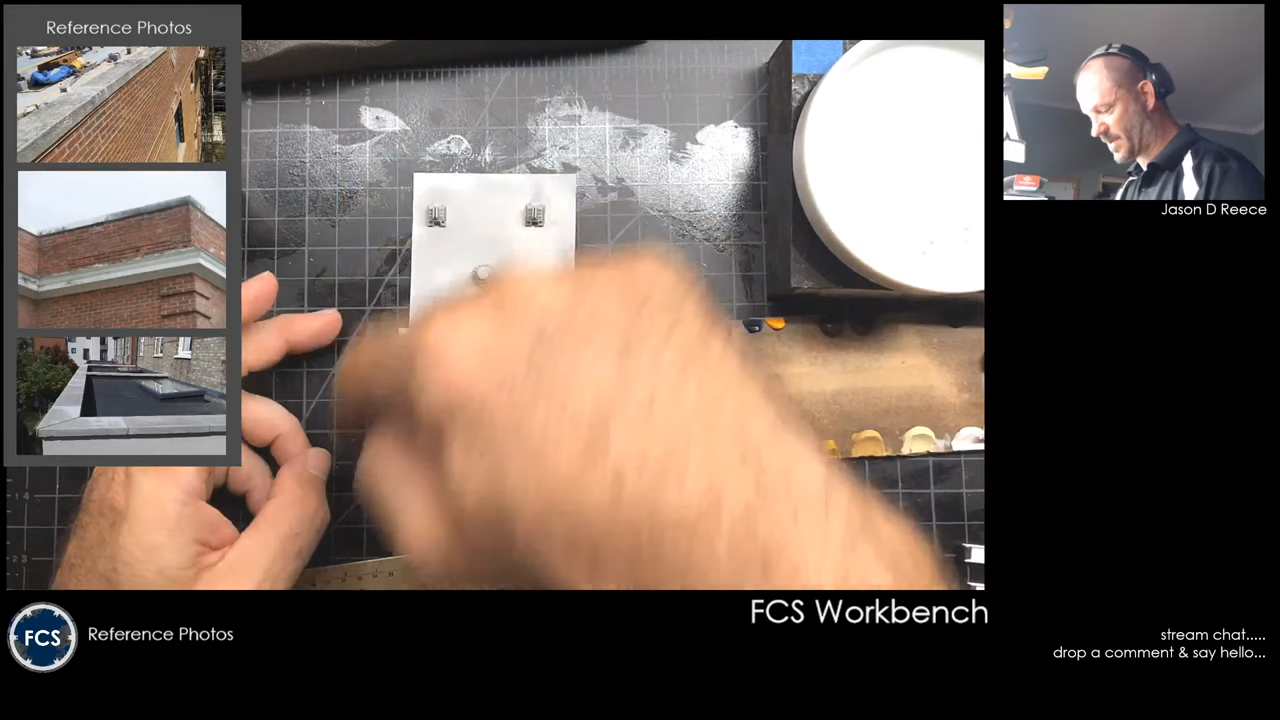 Reference Photos
Jason D Reece
FCS Workbench
FCS
Reference Photos
stream chat.....
drop a comment & say hello...